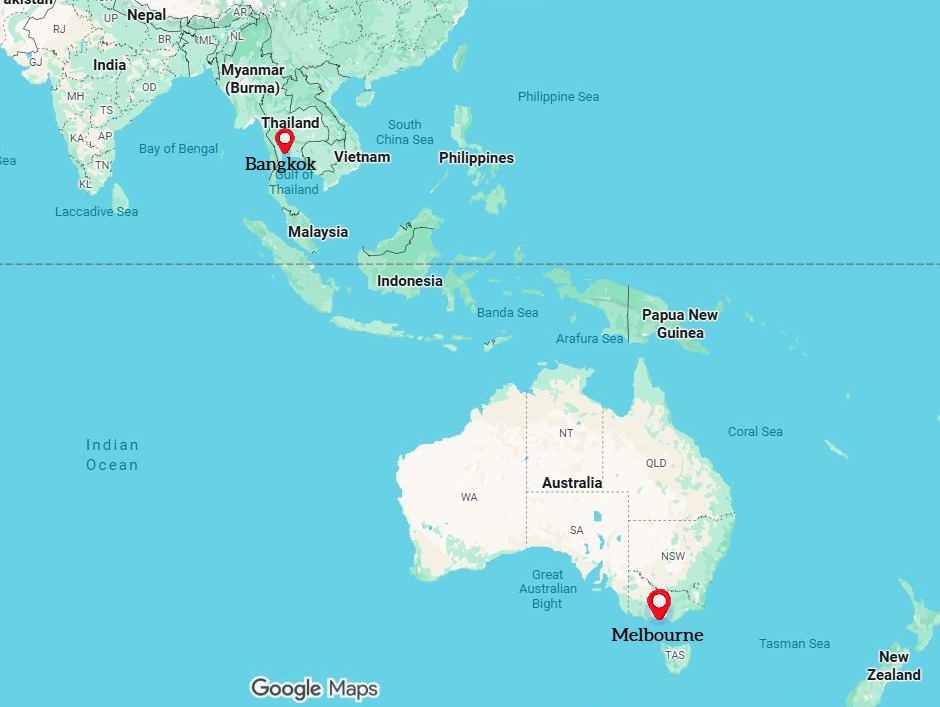 akistan
Nepal
UP
AR
RJ
BR
ML
NL
GJ
India
OD
Myanmar
(Burma)
MH
TS
Philippine Sea
KA
AP
Thailand
South
China Sea
Bay of Bengal
TN
Bangkok
Vietnam
Philippines
ea
KL
Gulf of
Thailand
Laccadive Sea
Malaysia
Indonesia
Banda Sea
Papua New
Guinea
Arafura Sea
Coral Sea
NT
Indian
Ocean
QLD
Australia
WA
SA
NSW
Great
Australian
Bight
Melbourne
Tasman Sea
TAS
New
Zealand
Google Maps